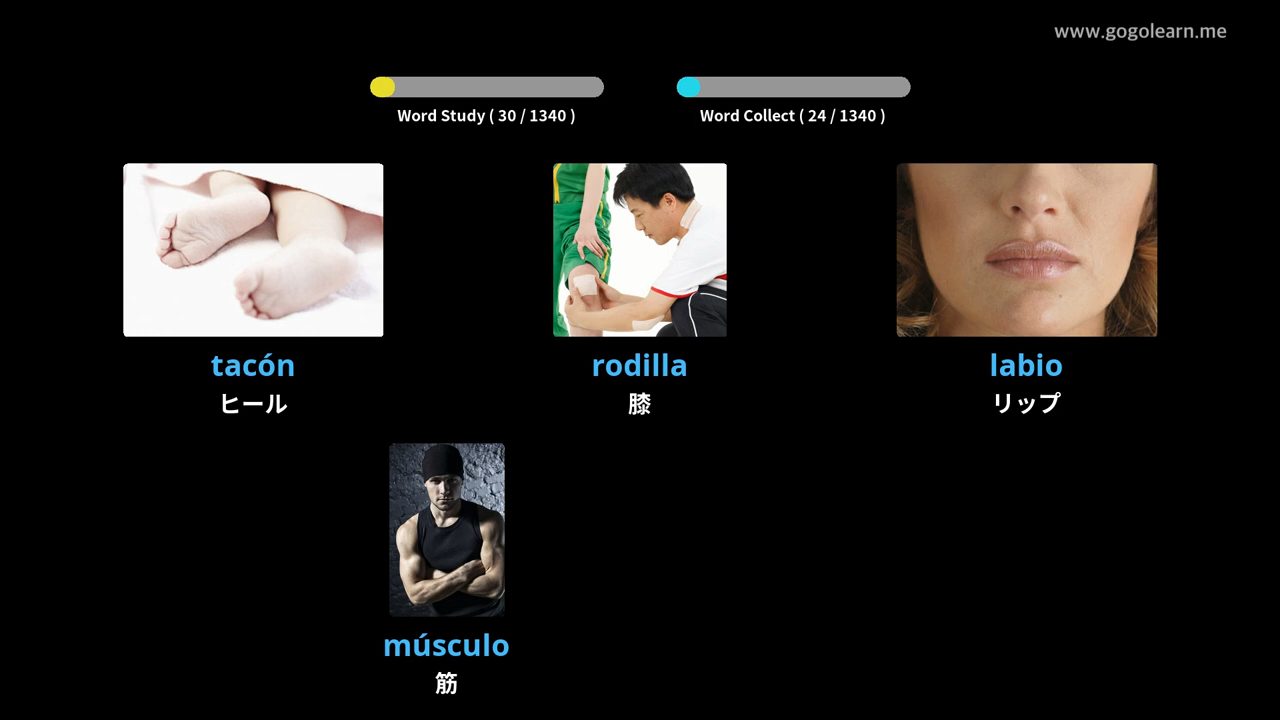 www.gogolearn.me
Word Study ( 30 / 1340 )
Word Collect ( 24 / 1340 )
tacón
ヒール
rodilla
膝
labio
リップ
músculo
筋